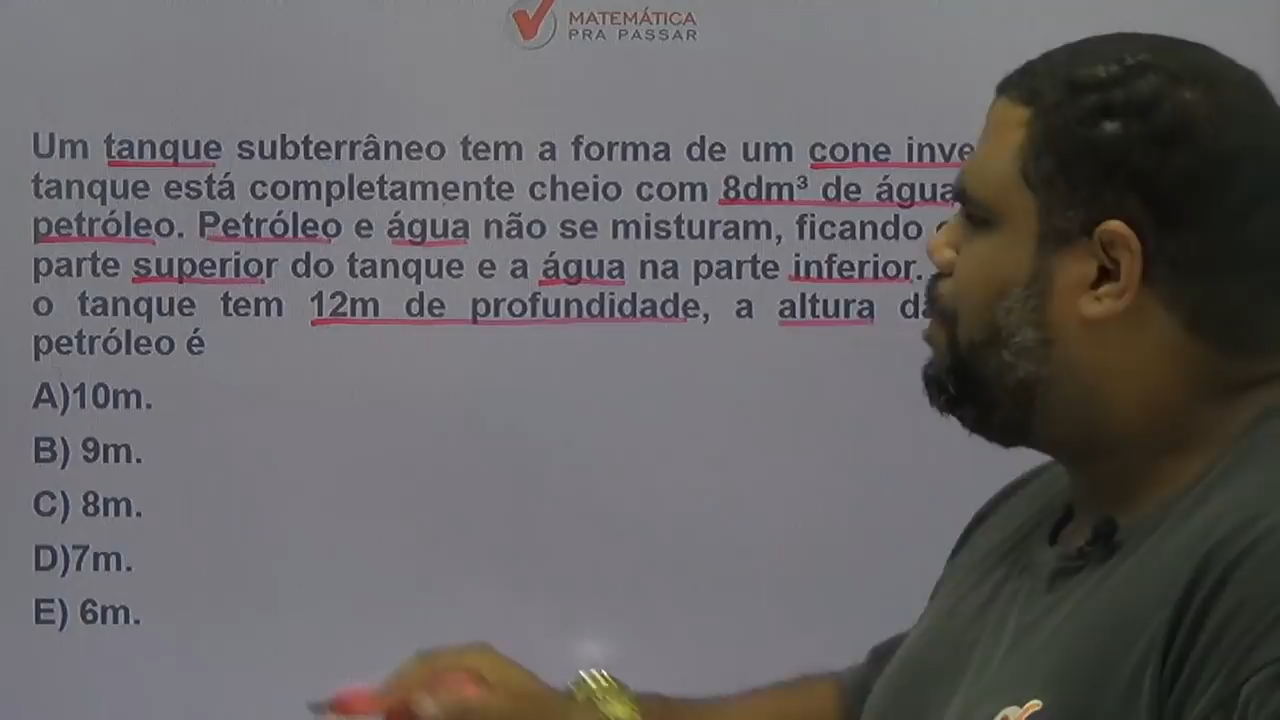 MATEMÁTICA
PRA PASSAR
Um tanque subterrâneo tem a forma de um cone
tanque está completamente cheio com 8dm³ de água
petróleo. Petróleo e água não se misturam, ficando
parte superior do tanque e a água na parte inferior.
o tanque tem 12m de profundidade, a altura
petróleo é
A)10m.
B) 9m.
C) 8m.
D)7m.
E) 6m.